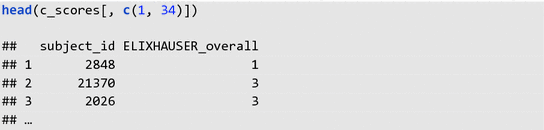 head(c_scores[, c(1, 34)])
##   subject_id ELIXHAUSER_overall
## 1       2848                  1
## 2      21370                  3
## 3       2026                  3
## …